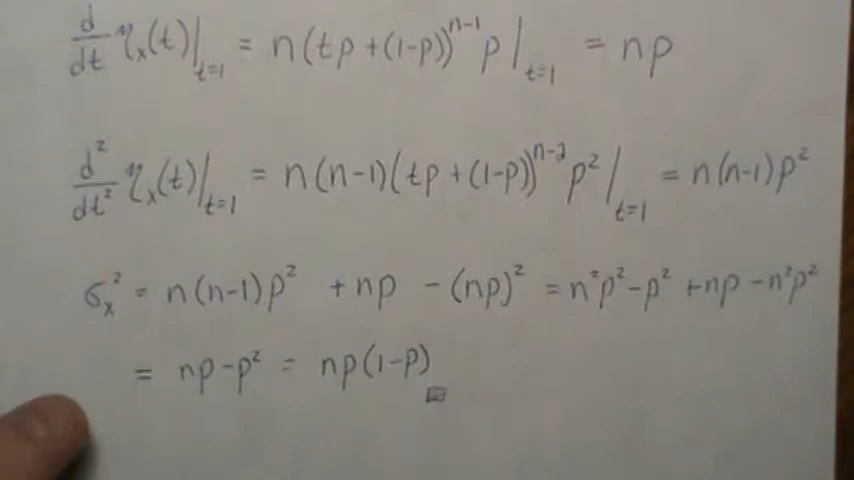 d/dt η_x(t)|_{t=1} = n(tp+(1-p))^{n-1} p|_{t=1} = np
d²/dt² η_x(t)|_{t=1} = n(n-1)(tp+(1-p))^{n-2} p²|_{t=1} = n(n-1)p²
σ_x² = n(n-1)p² + np - (np)² = n²p² - p² + np - n²p²
= np - p² = np(1-p)